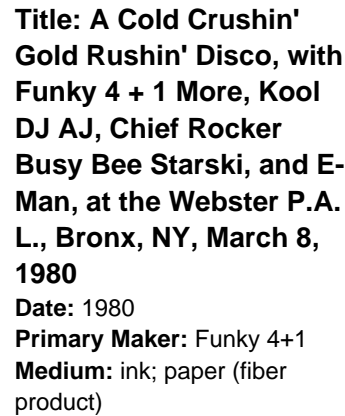 Title: A Cold Crushin'
Gold Rushin' Disco, with
Funky 4 + 1 More, Kool
DJ AJ, Chief Rocker
Busy Bee Starski, and E-
Man, at the Webster P.A.
L., Bronx, NY, March 8,
1980
Date: 1980
Primary Maker: Funky 4+1
Medium: ink; paper (fiber
product)